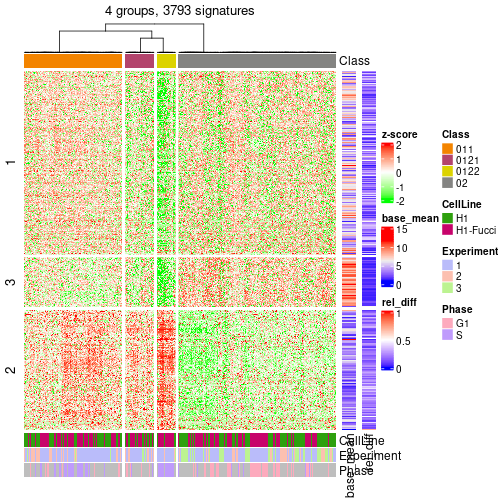 4 groups, 3793 signatures
Class
1
3
2
z-score
2
1
0
-1
-2
base_mean
15
10
5
0
rel_diff
1
0.5
0
Class
011
0121
0122
02
CellLine
H1
H1-Fucci
Experiment
1
2
3
Phase
G1
S
CellLine
Experiment
Phase
base_mean
rel_diff